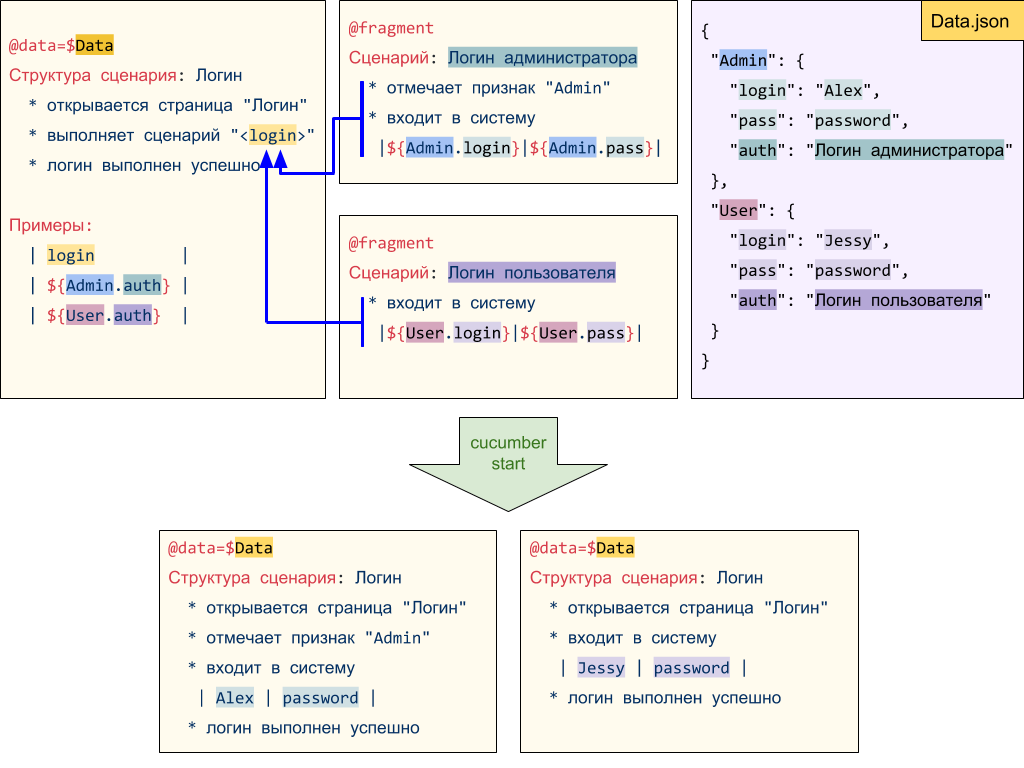 @data=$Data
Структура сценария: Логин
* открывается страница "Логин"
* выполняет сценарий "<login>"
* логин выполнен успешно
Примеры:
| login |
| ${Admin.auth} |
| ${User.auth} |
@fragment
Сценарий: Логин администратора
* отмечает признак "Admin"
* входит в систему
|${Admin.login}|${Admin.pass}|
@fragment
Сценарий: Логин пользователя
* входит в систему
|${User.login}|${User.pass}|
Data.json
{
"Admin": {
"login": "Alex",
"pass": "password",
"auth": "Логин администратора"
},
"User": {
"login": "Jessy",
"pass": "password",
"auth": "Логин пользователя"
}
}
cucumber
start
@data=$Data
Структура сценария: Логин
* открывается страница "Логин"
* отмечает признак "Admin"
* входит в систему
| Alex | password |
* логин выполнен успешно
@data=$Data
Структура сценария: Логин
* открывается страница "Логин"
* входит в систему
| Jessy | password |
* логин выполнен успешно